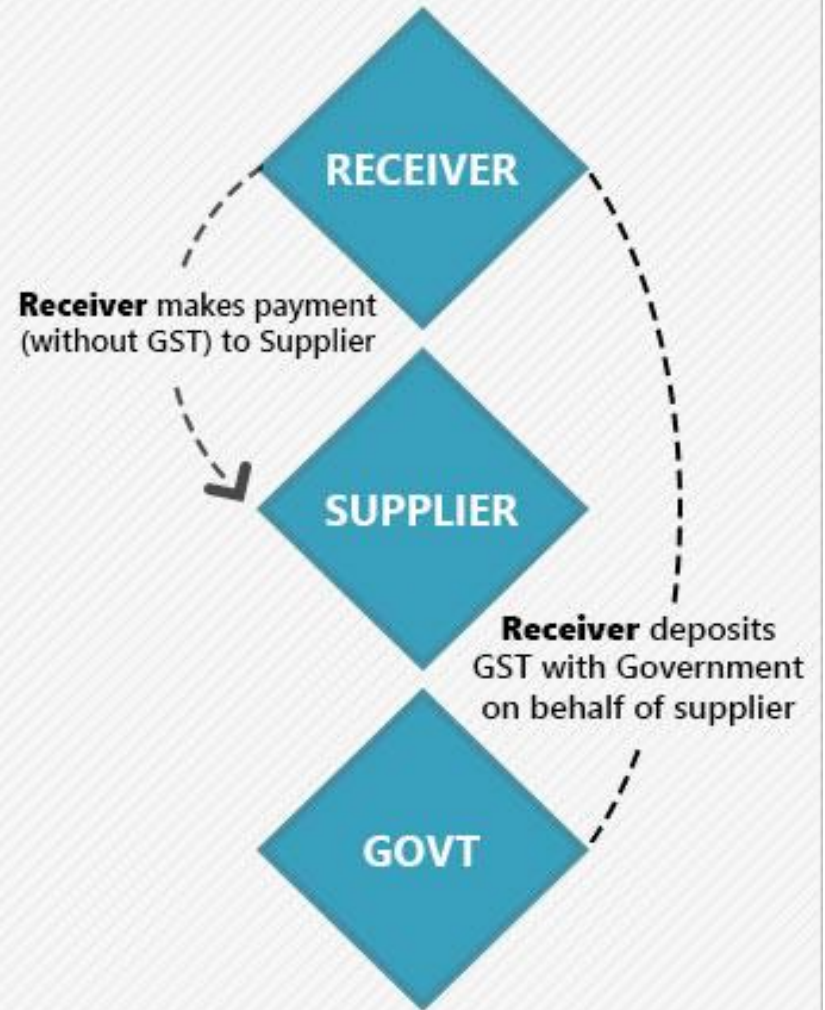 RECEIVER
Receiver makes payment
(without GST) to Supplier
SUPPLIER
Receiver deposits
GST with Government
on behalf of supplier
GOVT